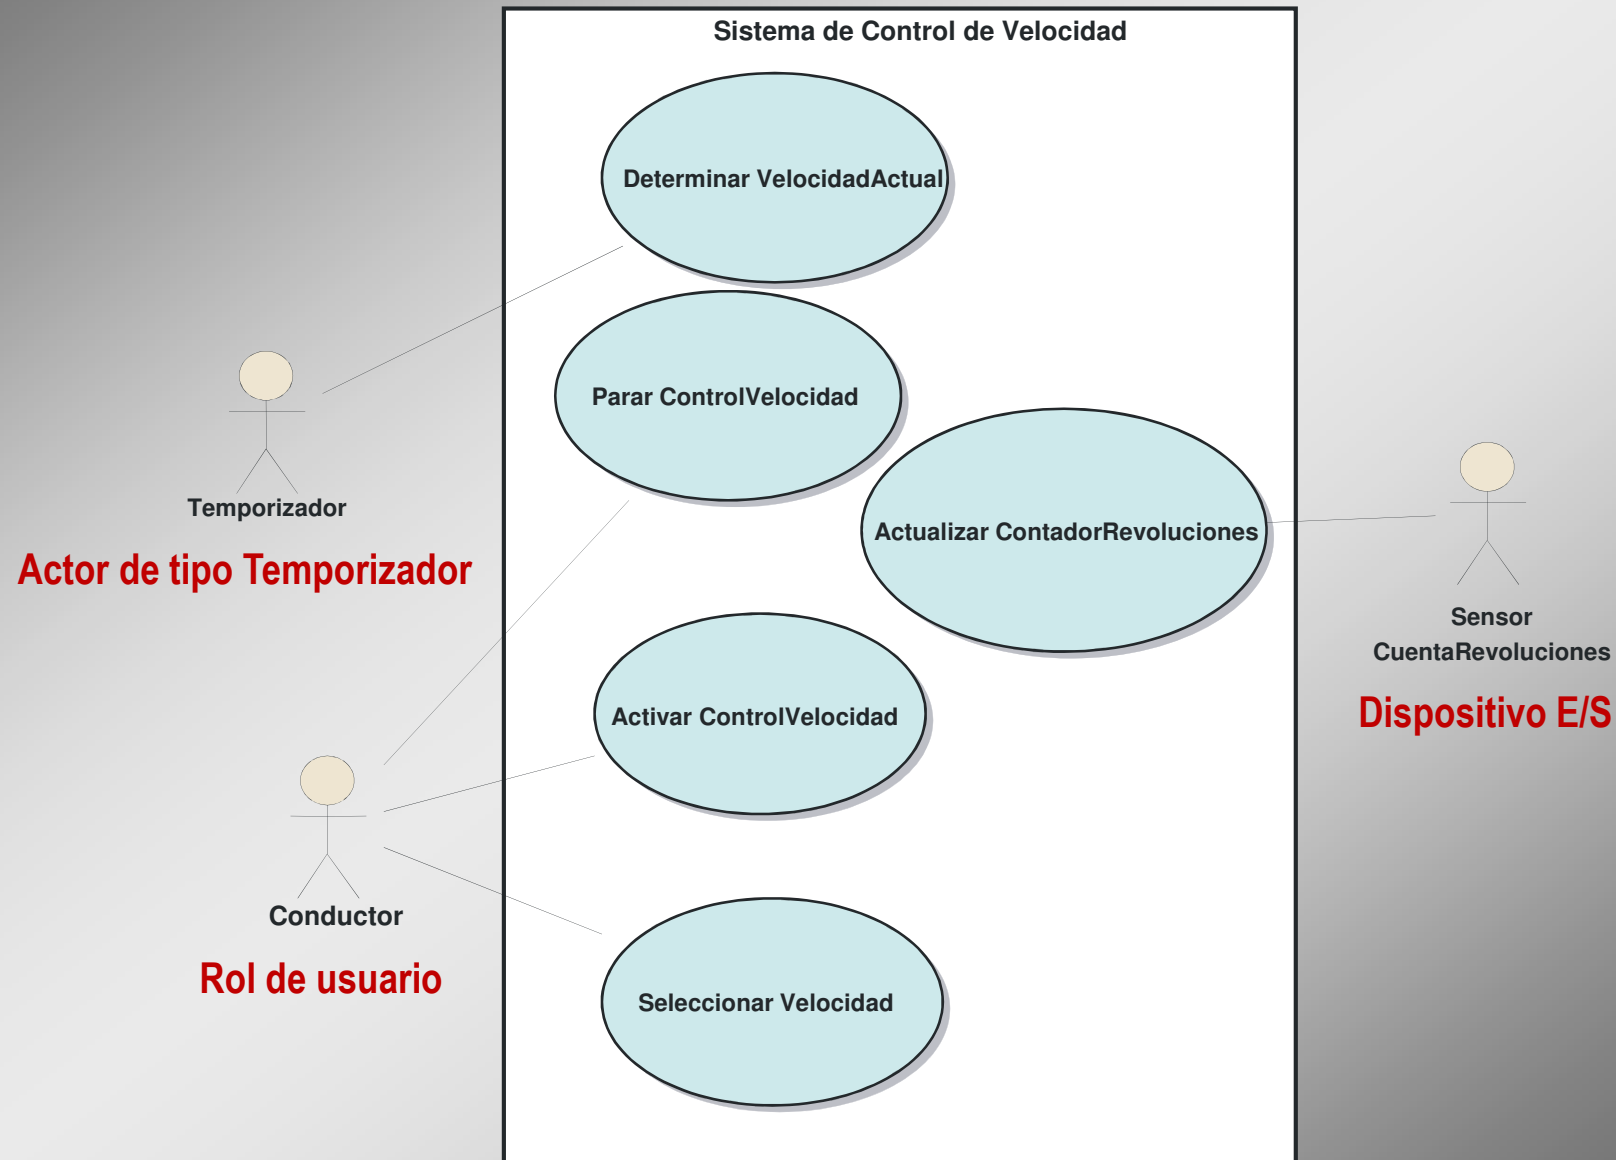 Sistema de Control de Velocidad
Determinar VelocidadActual
Parar ControlVelocidad
Temporizador
Actor de tipo Temporizador
Actualizar ContadorRevoluciones
Sensor
CuentaRevoluciones
Dispositivo E/S
Activar ControlVelocidad
Conductor
Rol de usuario
Seleccionar Velocidad